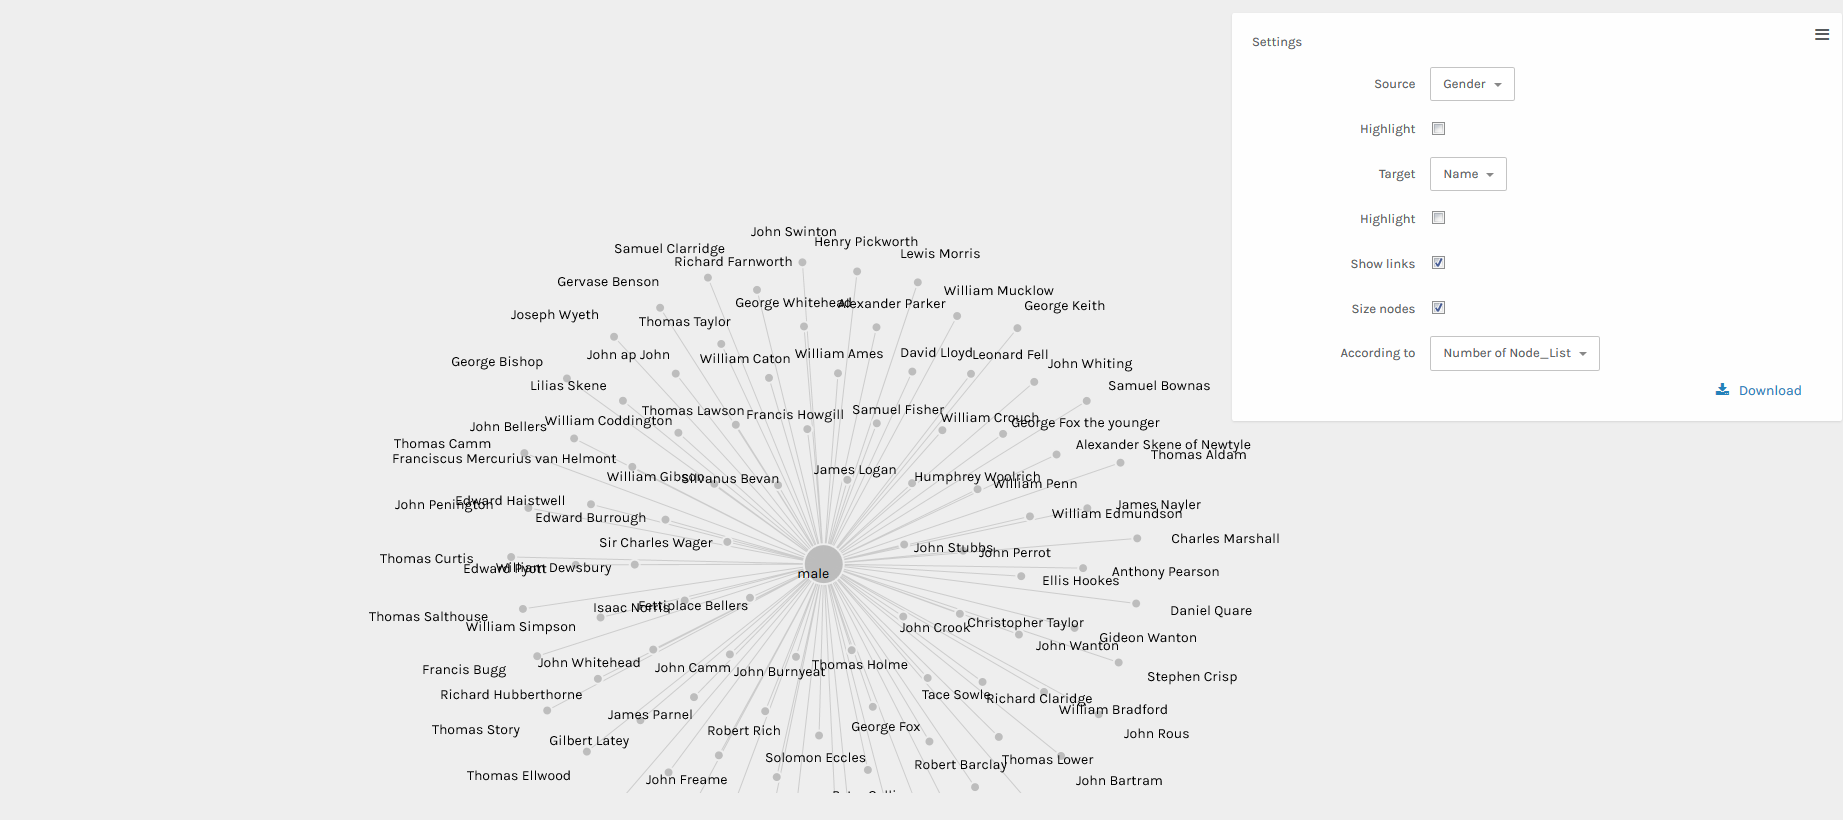 Settings
Source
Gender
Highlight
Target
Name
Highlight
Show links
Size nodes
According to
Number of Node_List
Download
John Swinton
Henry Pickworth
Samuel Clarridge
Lewis Morris
Richard Farnworth
Gervase Benson
William Mucklow
George Whitehead
Alexander Parker
George Keith
Joseph Wyeth
Thomas Taylor
John ap John
William Caton
William Ames
David Lloyd
Leonard Fell
George Bishop
John Whiting
Lilias Skene
Samuel Bownas
Thomas Lawson
Francis Howgill
Samuel Fisher
William Coddington
William Crouch
George Fox the younger
John Bellers
Thomas Camm
Alexander Skene of Newtyle
Thomas Aldam
Franciscus Mercurius van Helmont
James Logan
William Gibson
Silvanus Bevan
Humphrey Woolrich
William Penn
John Penington
Edward Haistwell
James Nayler
Edward Burrough
William Edmundson
Sir Charles Wager
Charles Marshall
John Stubbs
John Perrot
Thomas Curtis
Edward Pyott
William Dewsbury
male
Anthony Pearson
Ellis Hookes
Isaac Norris
Fettiplace Bellers
Daniel Quare
Thomas Salthouse
William Simpson
John Crook
Christopher Taylor
Gideon Wanton
John Wanton
John Whitehead
John Camm
John Burnyeat
Thomas Holme
Francis Bugg
Stephen Crisp
Richard Hubberthorne
Tace Sowle
Richard Claridge
William Bradford
James Parnel
Thomas Story
Robert Rich
George Fox
John Rous
Gilbert Latey
Solomon Eccles
Robert Barclay
Thomas Lower
Thomas Ellwood
John Freame
John Bartram